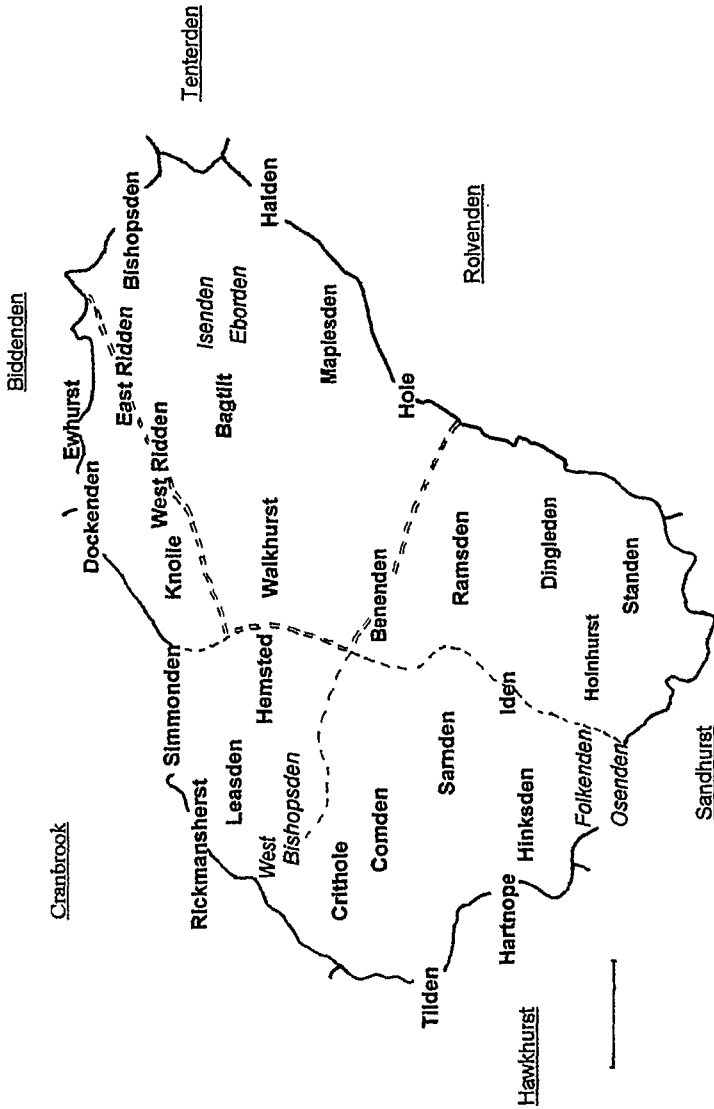 Biddenden
Tenterden
Cranbrook
Ewhurst
Dockenden
Bishopsden
East Ridden
West Ridden
Knolle
Simmonden
Rickmansherst
Isenden
Eborden
Halden
Bagtilt
Walkhurst
Hemsted
Leasden
West
Bishopsden
Maplesden
Rolvenden
Hole
Benenden
Crithole
Comden
Tilden
Ramsden
Samden
Iden
Hinksden
Hartnope
Dingleden
Holnhurst
Standen
Folkenden
Osenden
Hawkhurst
Sandhurst